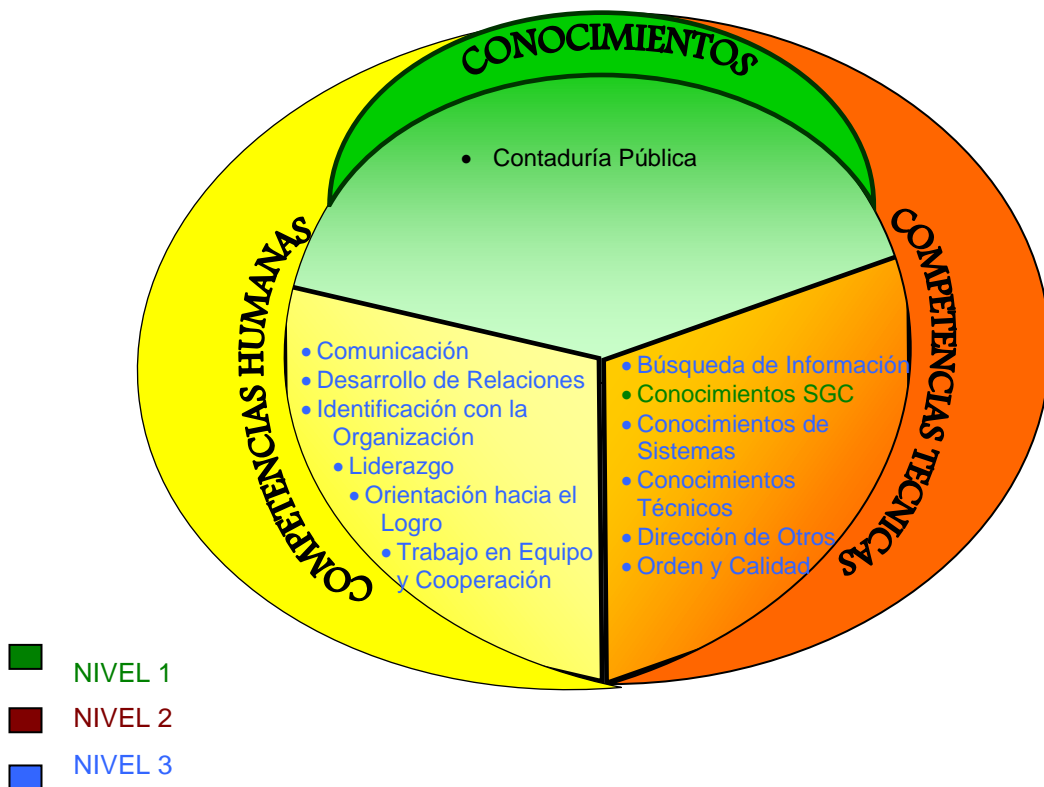 CONOCIMIENTOS
• Contaduría Pública
COMPETENCIAS HUMANAS
• Comunicación
• Desarrollo de Relaciones
• Identificación con la
Organización
• Liderazgo
• Orientación hacia el
Logro
• Trabajo en Equipo
y Cooperación
COMPETENCIAS TECNICAS
• Búsqueda de Información
• Conocimientos SGC
• Conocimientos de
Sistemas
• Conocimientos
Técnicos
• Dirección de Otros
• Orden y Calidad
NIVEL 1
NIVEL 2
NIVEL 3